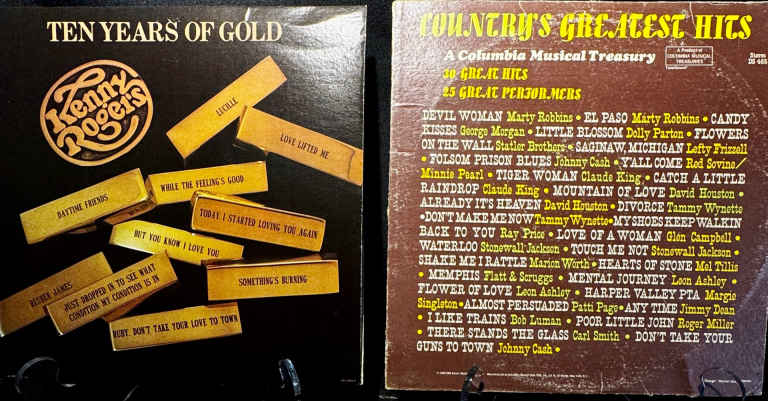 TEN YEARS OF GOLD
Kenny
Rogers
LUCILLE
LOVE LIFTED ME
WHILE THE FEELING'S GOOD
DAYTIME FRIENDS
TODAY I STARTED LOVING YOU AGAIN
BUT YOU KNOW I LOVE YOU
SOMETHING'S BURNING
REUBEN JAMES
JUST DROPPED IN TO SEE WHAT
CONDITION MY CONDITION IS IN
RUBY, DON'T TAKE YOUR LOVE TO TOWN
COUNTRY'S GREATEST HITS
A Columbia Musical Treasury
A Product of
COLUMBIA MUSICAL
TREASURIES
Stereo
DS 465
30 GREAT HITS
25 GREAT PERFORMERS
DEVIL WOMAN Marty Robbins • EL PASO Marty Robbins • CANDY
KISSES George Morgan • LITTLE BLOSSOM Dolly Parton • FLOWERS
ON THE WALL Statler Brothers • SAGINAW, MICHIGAN Lefty Frizzell
• FOLSOM PRISON BLUES Johnny Cash • Y'ALL COME Red Sovine/
Minnie Pearl • TIGER WOMAN Claude King • CATCH A LITTLE
RAINDROP Claude King • MOUNTAIN OF LOVE David Houston •
ALREADY IT'S HEAVEN David Houston • DIVORCE Tammy Wynette
• DON'T MAKE ME NOW Tammy Wynette • MY SHOES KEEP WALKIN
BACK TO YOU Ray Price • LOVE OF A WOMAN Glen Campbell •
WATERLOO Stonewall Jackson • TOUCH ME NOT Stonewall Jackson •
SHAKE ME I RATTLE Marion Worth • HEARTS OF STONE Mel Tillis
• MEMPHIS Flatt & Scruggs • MENTAL JOURNEY Leon Ashley •
FLOWER OF LOVE Leon Ashley • HARPER VALLEY PTA Margie
Singleton • ALMOST PERSUADED Patti Page • ANY TIME Jimmy Dean
• I LIKE TRAINS Bob Luman • POOR LITTLE JOHN Roger Miller
• THERE STANDS THE GLASS Carl Smith • DON'T TAKE YOUR
GUNS TO TOWN Johnny Cash •